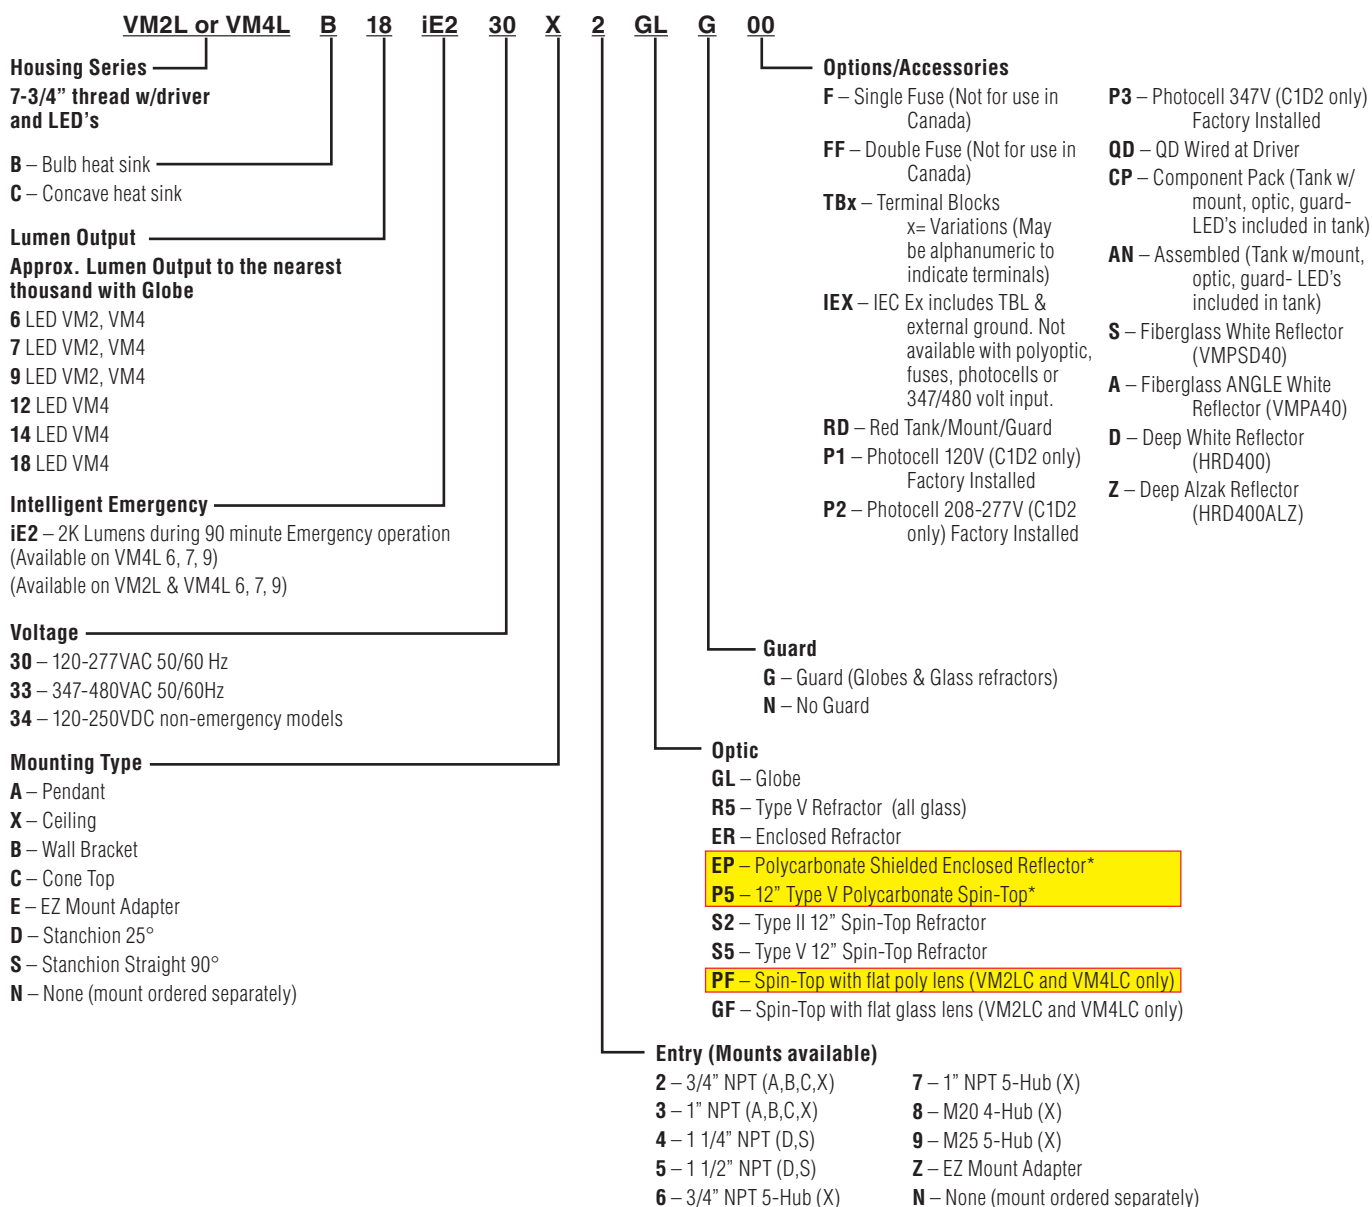 VM2L or VM4L B 18 iE2 30 X 2 GL G 00
Housing Series
7-3/4” thread w/driver
and LED’s
B – Bulb heat sink
C – Concave heat sink
Lumen Output
Approx. Lumen Output to the nearest
thousand with Globe
6 LED VM2, VM4
7 LED VM2, VM4
9 LED VM2, VM4
12 LED VM4
14 LED VM4
18 LED VM4
Intelligent Emergency
iE2 – 2K Lumens during 90 minute Emergency operation
(Available on VM4L 6, 7, 9)
(Available on VM2L & VM4L 6, 7, 9)
Voltage
30 – 120-277VAC 50/60 Hz
33 – 347-480VAC 50/60Hz
34 – 120-250VDC non-emergency models
Mounting Type
A – Pendant
X – Ceiling
B – Wall Bracket
C – Cone Top
E – EZ Mount Adapter
D – Stanchion 25°
S – Stanchion Straight 90°
N – None (mount ordered separately)
Options/Accessories
F – Single Fuse (Not for use in
Canada)
FF – Double Fuse (Not for use in
Canada)
TBx – Terminal Blocks
x= Variations (May
be alphanumeric to
indicate terminals)
IEX – IEC Ex includes TBL &
external ground. Not
available with polyoptic,
fuses, photocells or
347/480 volt input.
RD – Red Tank/Mount/Guard
P1 – Photocell 120V (C1D2 only)
Factory Installed
P2 – Photocell 208-277V (C1D2
only) Factory Installed
P3 – Photocell 347V (C1D2 only)
Factory Installed
QD – QD Wired at Driver
CP – Component Pack (Tank w/
mount, optic, guard-
LED’s included in tank)
AN – Assembled (Tank w/mount,
optic, guard- LED’s
included in tank)
S – Fiberglass White Reflector
(VMPSD40)
A – Fiberglass ANGLE White
Reflector (VMPA40)
D – Deep White Reflector
(HRD400)
Z – Deep Alzak Reflector
(HRD400ALZ)
Guard
G – Guard (Globes & Glass refractors)
N – No Guard
Optic
GL – Globe
R5 – Type V Refractor (all glass)
ER – Enclosed Refractor
EP – Polycarbonate Shielded Enclosed Reflector*
P5 – 12” Type V Polycarbonate Spin-Top*
S2 – Type II 12” Spin-Top Refractor
S5 – Type V 12” Spin-Top Refractor
PF – Spin-Top with flat poly lens (VM2LC and VM4LC only)
GF – Spin-Top with flat glass lens (VM2LC and VM4LC only)
Entry (Mounts available)
2 – 3/4” NPT (A,B,C,X)
3 – 1” NPT (A,B,C,X)
4 – 1 1/4” NPT (D,S)
5 – 1 1/2” NPT (D,S)
6 – 3/4” NPT 5-Hub (X)
7 – 1” NPT 5-Hub (X)
8 – M20 4-Hub (X)
9 – M25 5-Hub (X)
Z – EZ Mount Adapter
N – None (mount ordered separately)